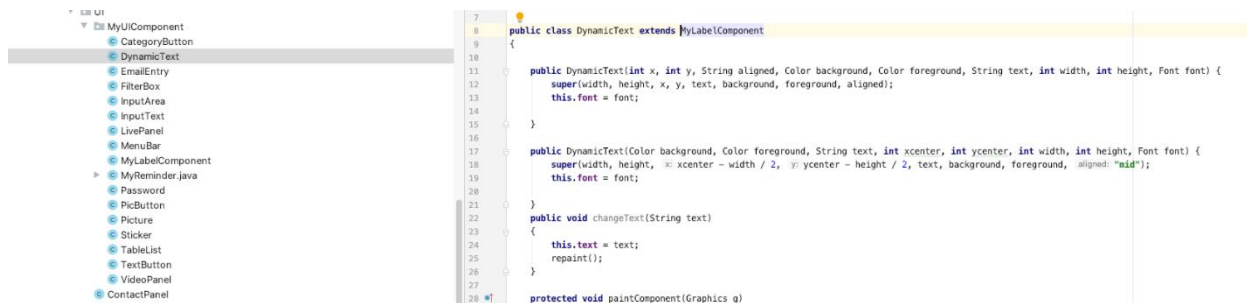 UI
MyUIComponent
CategoryButton
DynamicText
EmailEntry
FilterBox
InputArea
InputText
LivePanel
MenuBar
MyLabelComponent
MyReminder.java
Password
PicButton
Picture
Sticker
TableList
TextButton
VideoPanel
ContactPanel
7
8 public class DynamicText extends MyLabelComponent
9 {
10
11 public DynamicText(int x, int y, String aligned, Color background, Color foreground, String text, int width, int height, Font font) {
12 super(width, height, x, y, text, background, foreground, aligned);
13 this.font = font;
14
15 }
16
17 public DynamicText(Color background, Color foreground, String text, int xcenter, int ycenter, int width, int height, Font font) {
18 super(width, height, x: xcenter - width / 2, y: ycenter - height / 2, text, background, foreground, aligned: "mid");
19 this.font = font;
20
21 }
22 public void changeText(String text)
23 {
24 this.text = text;
25 repaint();
26 }
27
28 protected void paintComponent(Graphics g)